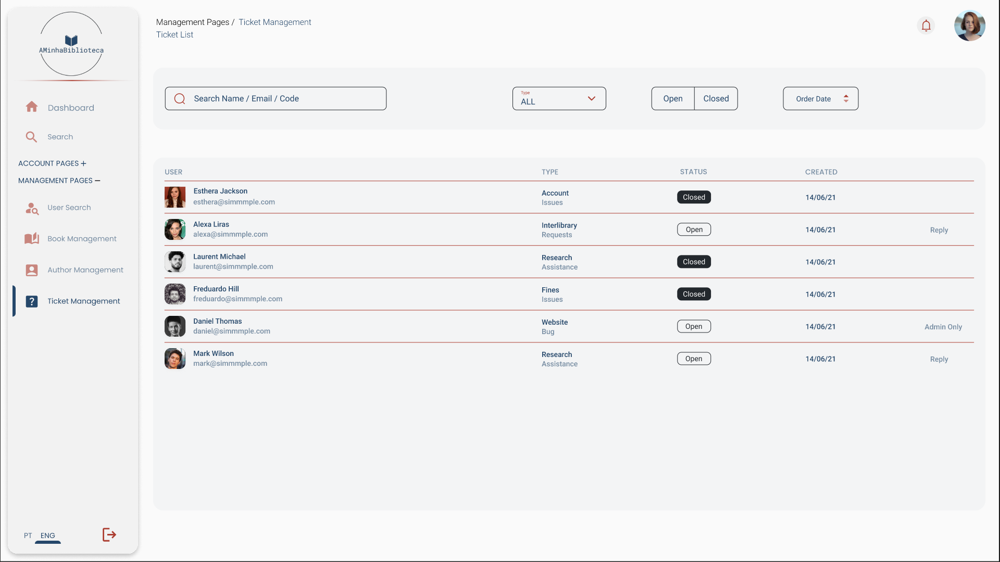 AMinhaBiblioteca
Dashboard
Search
ACCOUNT PAGES +
MANAGEMENT PAGES –
User Search
Book Management
Author Management
Ticket Management
PT ENG
Management Pages / Ticket Management
Ticket List
Search Name / Email / Code
Type
ALL
Open Closed
Order Date
USER TYPE STATUS CREATED
Esthera Jackson
esthera@simmmple.com
Account
Issues
Closed
14/06/21
Alexa Liras
alexa@simmmple.com
Interlibrary
Requests
Open
14/06/21
Reply
Laurent Michael
laurent@simmmple.com
Research
Assistance
Closed
14/06/21
Freduardo Hill
freduardo@simmmple.com
Fines
Issues
Closed
14/06/21
Daniel Thomas
daniel@simmmple.com
Website
Bug
Open
14/06/21
Admin Only
Mark Wilson
mark@simmmple.com
Research
Assistance
Open
14/06/21
Reply